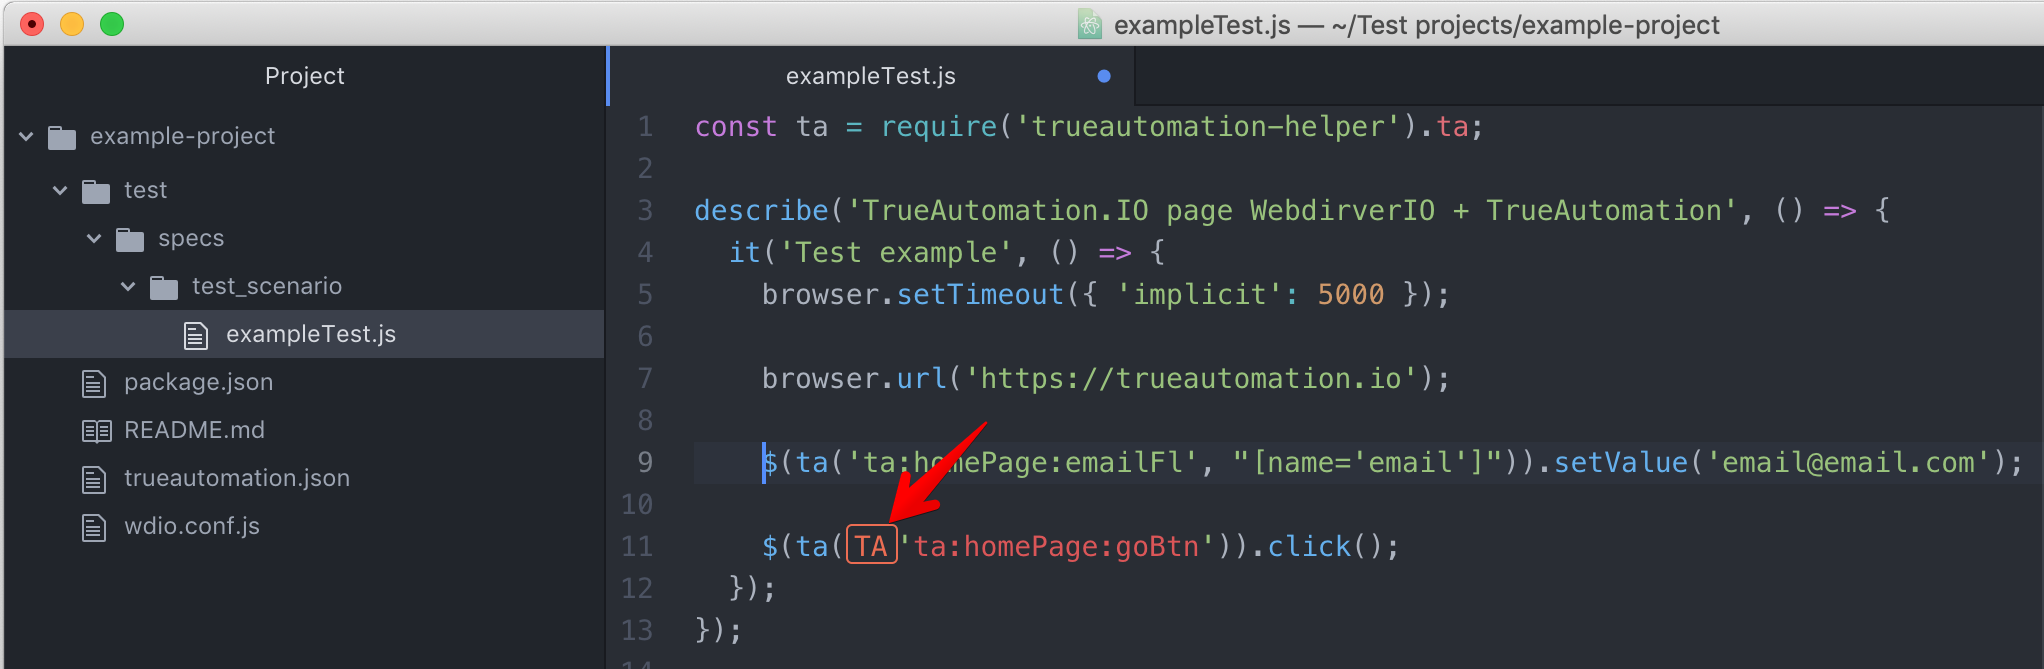 exampleTest.js — ~/Test projects/example-project
Project
example-project
test
specs
test_scenario
exampleTest.js
package.json
README.md
trueautomation.json
wdio.conf.js
exampleTest.js
1 const ta = require('trueautomation-helper').ta;
2
3 describe('TrueAutomation.IO page WebdirverIO + TrueAutomation', () => {
4 it('Test example', () => {
5 browser.setTimeout({ 'implicit': 5000 });
6
7 browser.url('https://trueautomation.io');
8
9 $(ta('ta:homePage:emailFl', "[name='email']")).setValue('email@email.com');
10
11 $(ta(TA'ta:homePage:goBtn')).click();
12 });
13 });
14